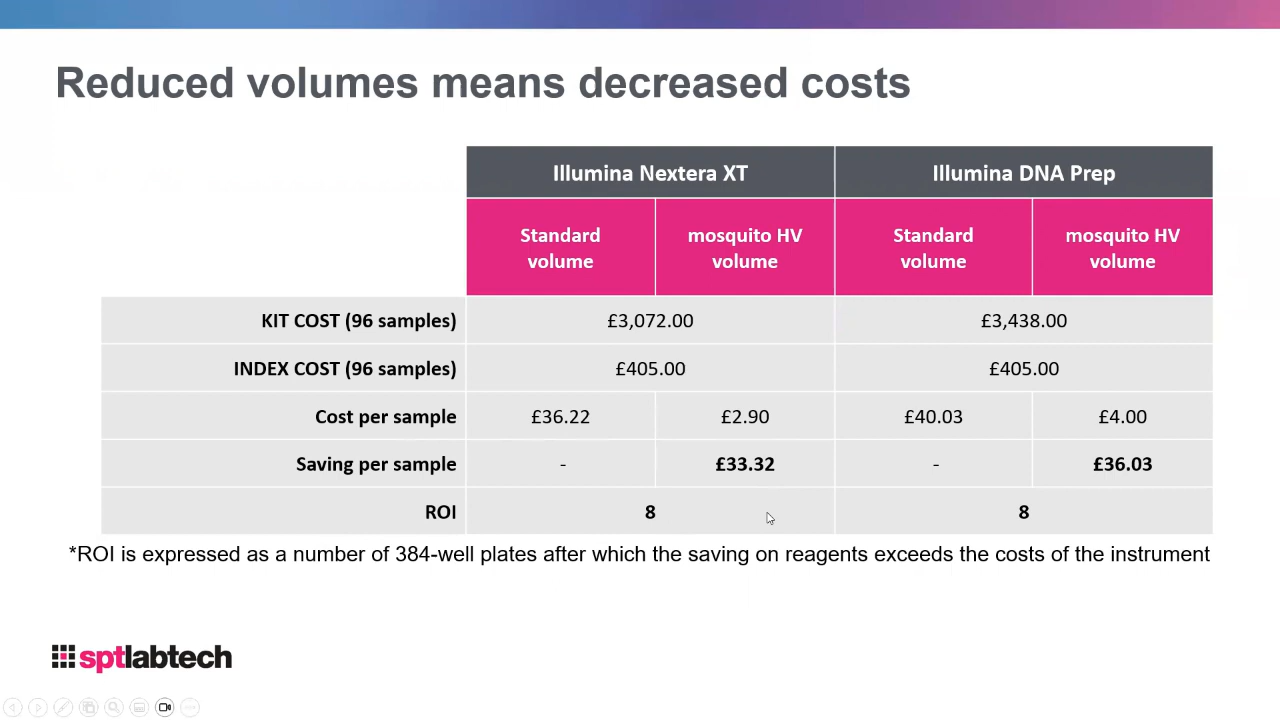 Reduced volumes means decreased costs
Illumina Nextera XT
Illumina DNA Prep
Standard
volume
mosquito HV
volume
Standard
volume
mosquito HV
volume
KIT COST (96 samples)
£3,072.00
£3,438.00
INDEX COST (96 samples)
£405.00
£405.00
Cost per sample
£36.22
£2.90
£40.03
£4.00
Saving per sample
-
£33.32
-
£36.03
ROI
8
8
*ROI is expressed as a number of 384-well plates after which the saving on reagents exceeds the costs of the instrument
sptlabtech